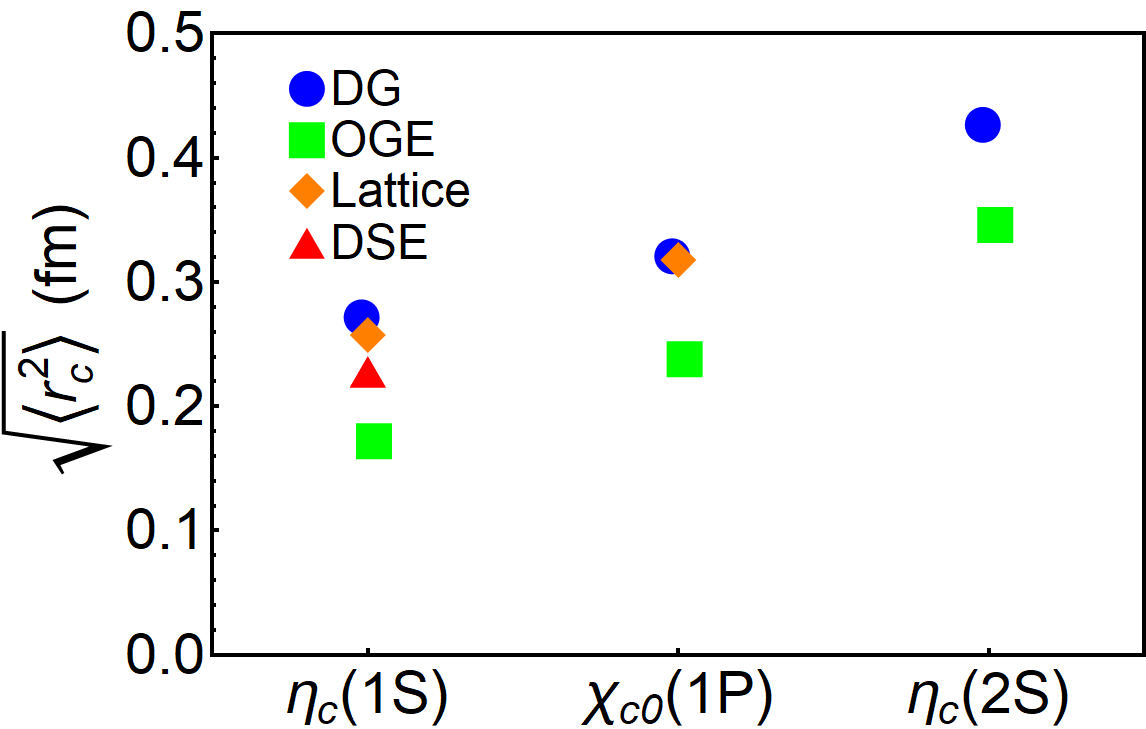 0.5
0.4
0.3
0.2
0.1
0.0
√⟨r_c^2⟩ (fm)
DG
OGE
Lattice
DSE
η_c(1S)
χ_c0(1P)
η_c(2S)